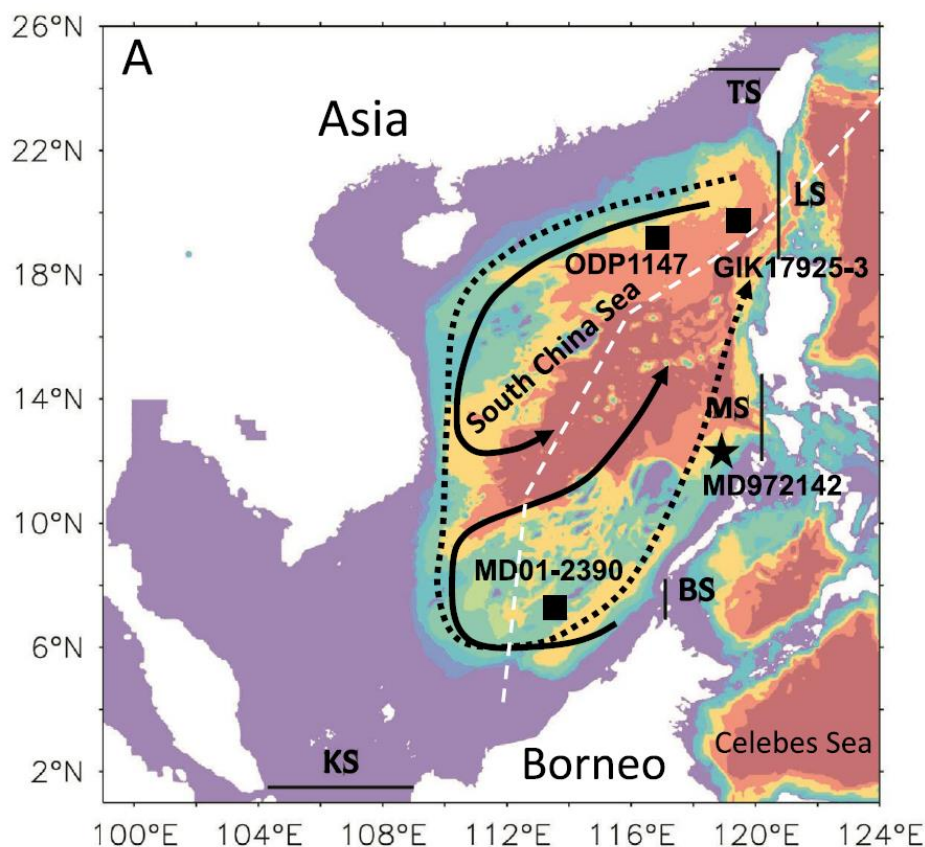 26°N
A
TS
Asia
22°N
LS
ODP1147
GIK17925-3
18°N
South China Sea
14°N
MS
MD972142
10°N
MD01-2390
BS
6°N
KS
Borneo
Celebes Sea
2°N
100°E 104°E 108°E 112°E 116°E 120°E 124°E